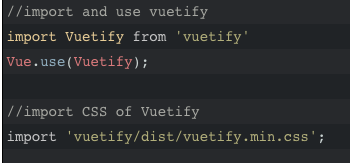 //import and use vuetify
import Vuetify from 'vuetify'
Vue.use(Vuetify);
//import CSS of Vuetify
import 'vuetify/dist/vuetify.min.css';